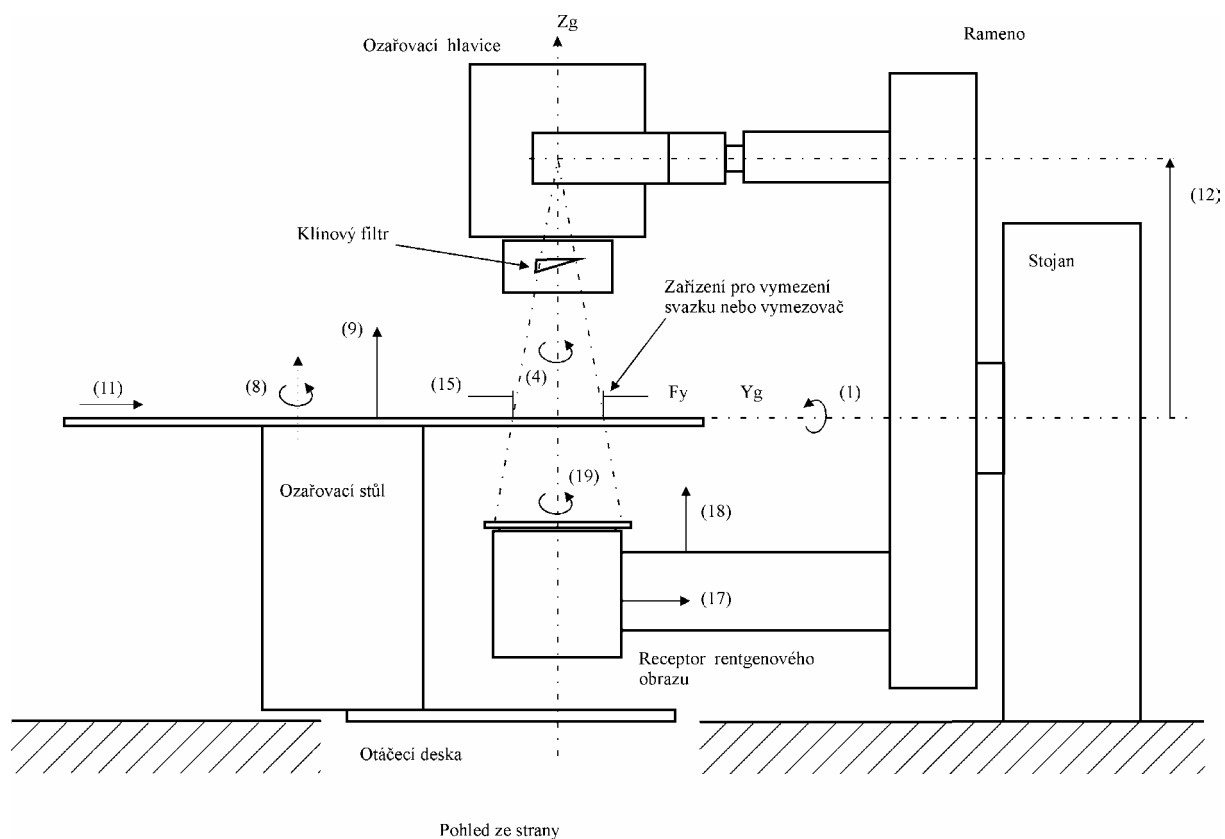 Zg
Rameno
Ozařovací hlavice
(12)
Klínový filtr
Stojan
Zařízení pro vymezení
svazku nebo vymezovač
(9)
(11)
(8)
(15)
(4)
Fy
Yg
(1)
Ozařovací stůl
(19)
(18)
(17)
Receptor rentgenového
obrazu
Otáčecí deska
Pohled ze strany